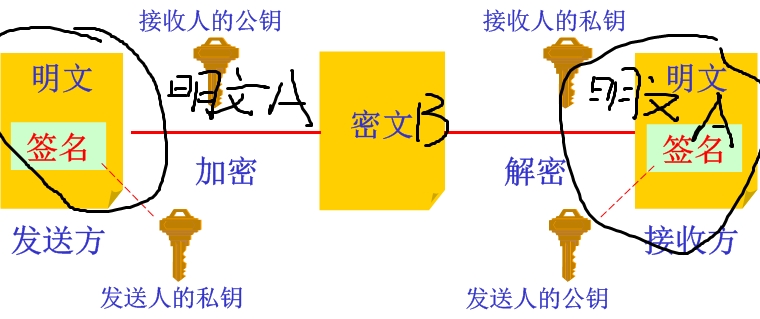 接收人的公钥
接收人的私钥
明文
明文A
明文A
明文
签名
密文B
签名
加密
解密
发送方
接收方
发送人的私钥
发送人的公钥